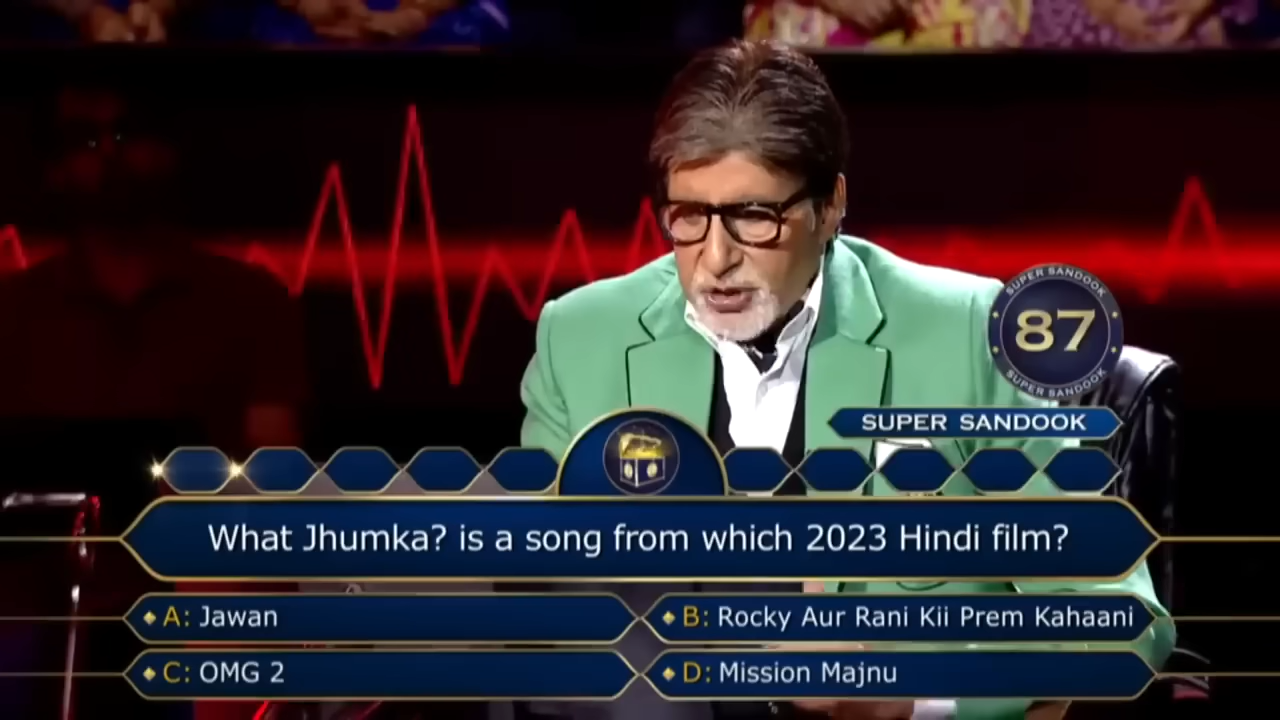 SUPER SANDOOK
87
SUPER SANDOOK
SUPER SANDOOK
What Jhumka? is a song from which 2023 Hindi film?
A: Jawan
B: Rocky Aur Rani Kii Prem Kahaani
C: OMG 2
D: Mission Majnu